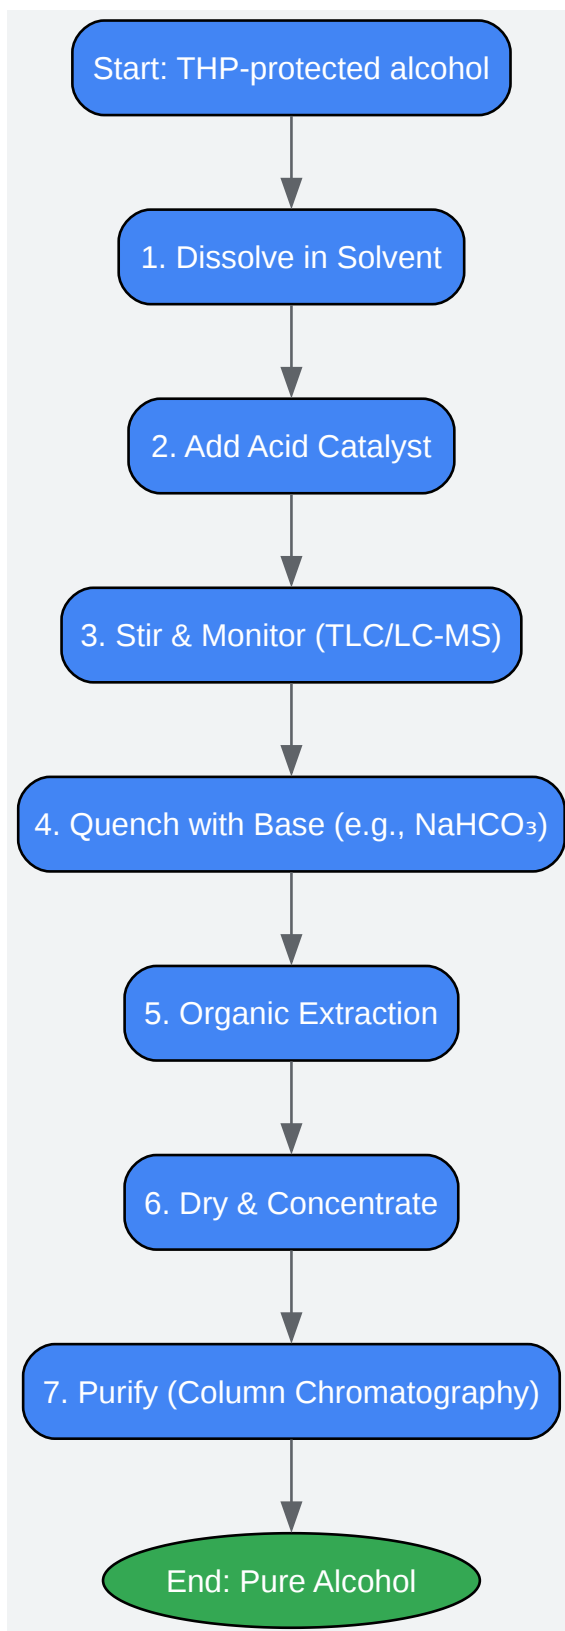 Start: THP-protected alcohol
1. Dissolve in Solvent
2. Add Acid Catalyst
3. Stir & Monitor (TLC/LC-MS)
4. Quench with Base (e.g., NaHCO₃)
5. Organic Extraction
6. Dry & Concentrate
7. Purify (Column Chromatography)
End: Pure Alcohol